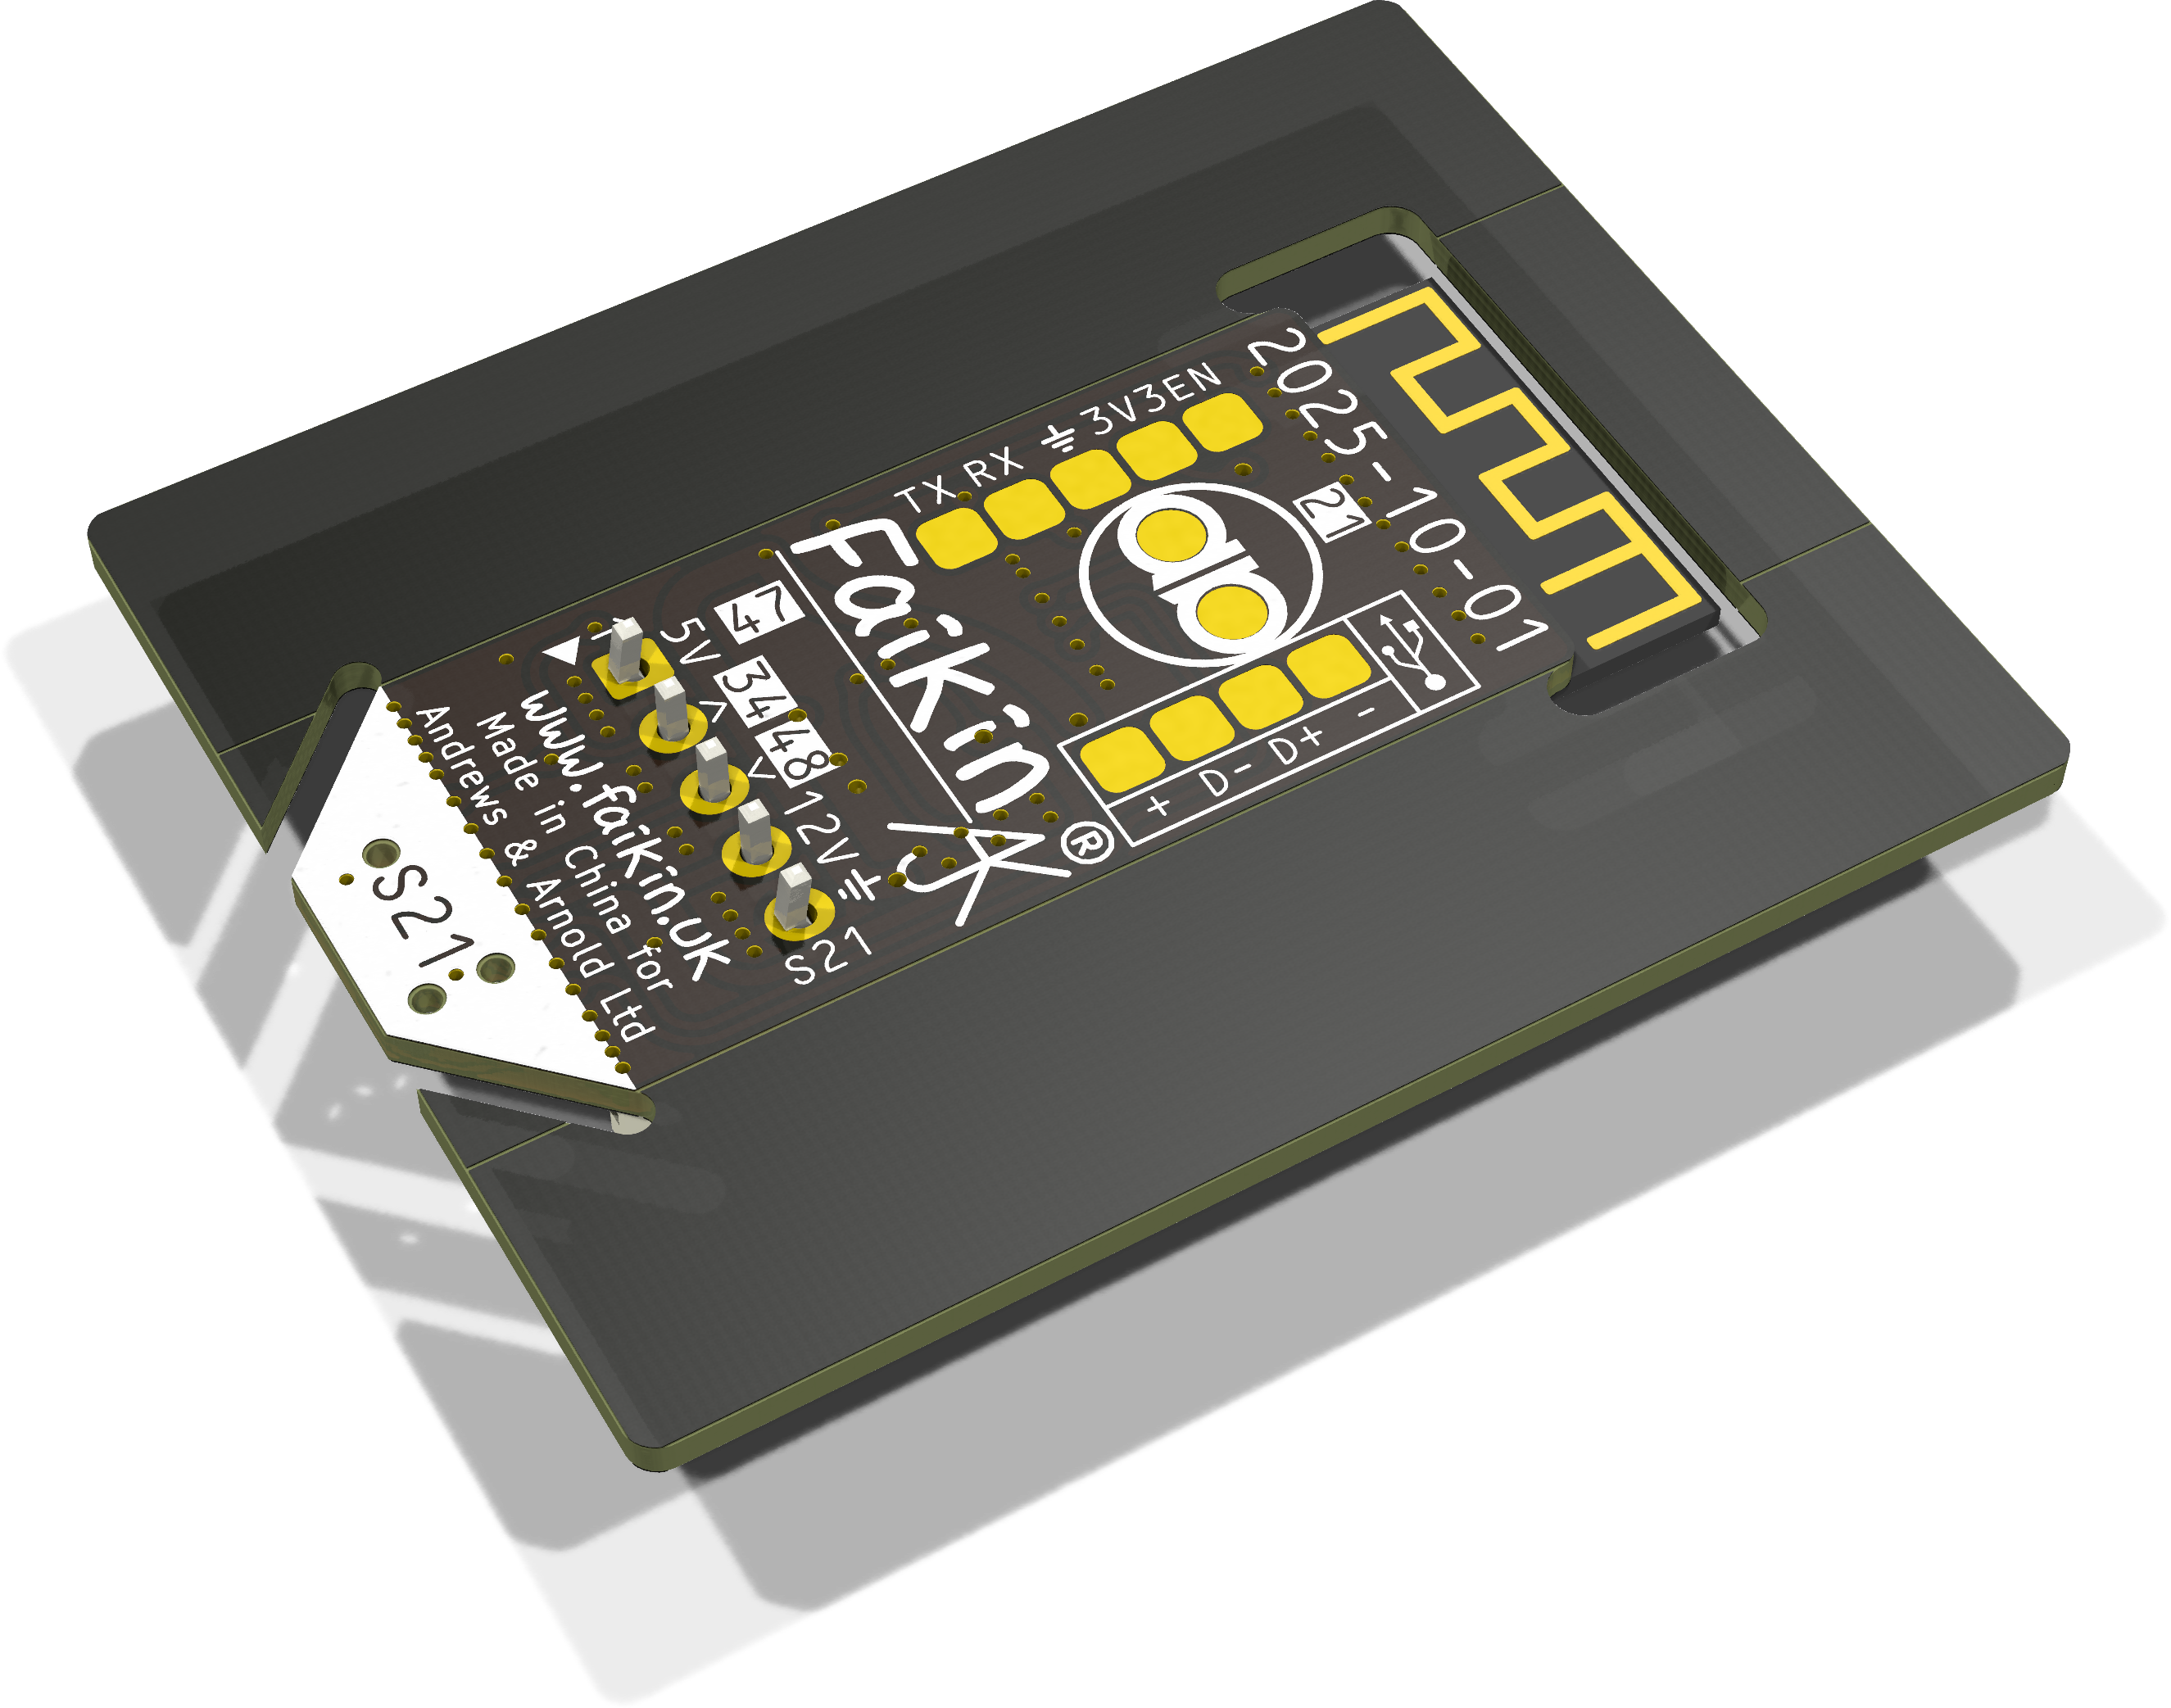 2025-10-01
21
TX RX ⏚ 3V3 EN
Faikin
®
+ D- D+ -
47
34
48
5V
>
<
12V
S21
www.faikin.uk
Made in China for
Andrews & Arnold Ltd
S21